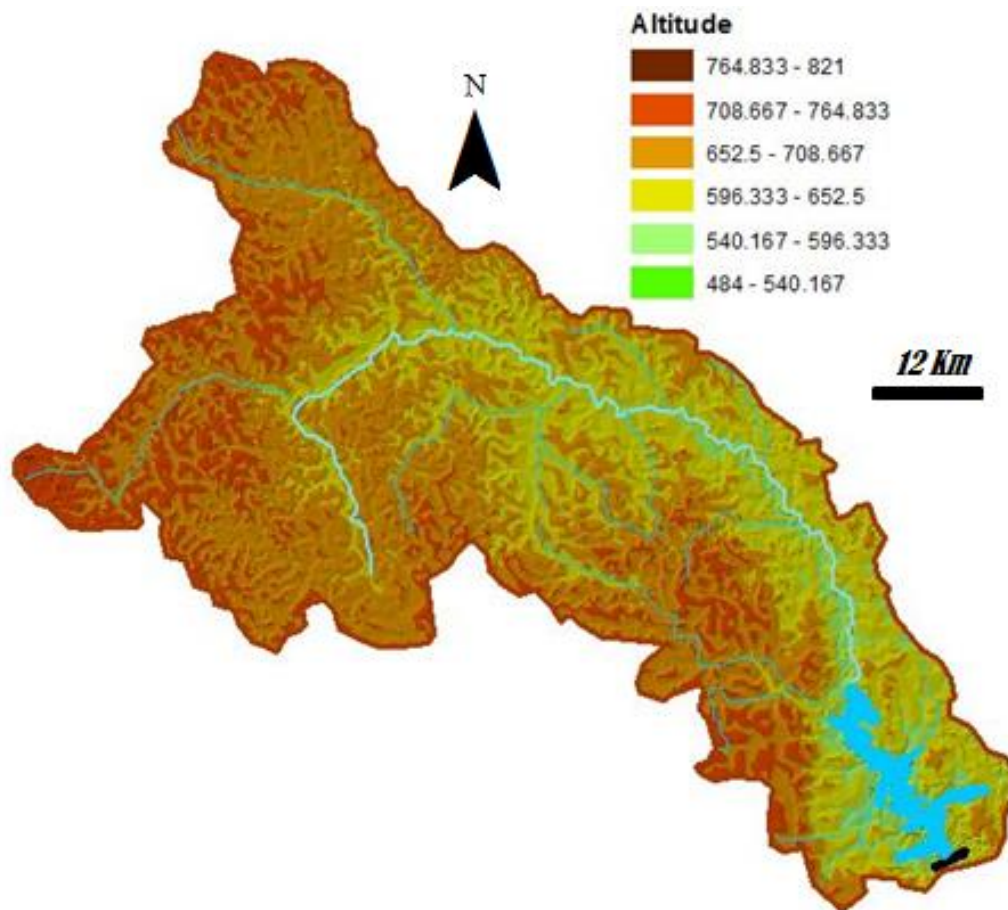 Altitude
764.833 - 821
708.667 - 764.833
652.5 - 708.667
596.333 - 652.5
540.167 - 596.333
484 - 540.167
N
12 Km